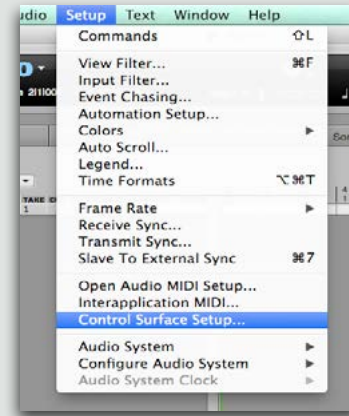 udio Setup Text Window Help
Commands ⇧L
View Filter... ⌘F
Input Filter...
Event Chasing...
Automation Setup...
Colors ▶
Auto Scroll...
Legend...
Time Formats ⌥⌘T
Frame Rate ▶
Receive Sync...
Transmit Sync...
Slave To External Sync ⌘7
Open Audio MIDI Setup...
Interapplication MIDI...
Control Surface Setup...
Audio System ▶
Configure Audio System ▶
Audio System Clock ▶